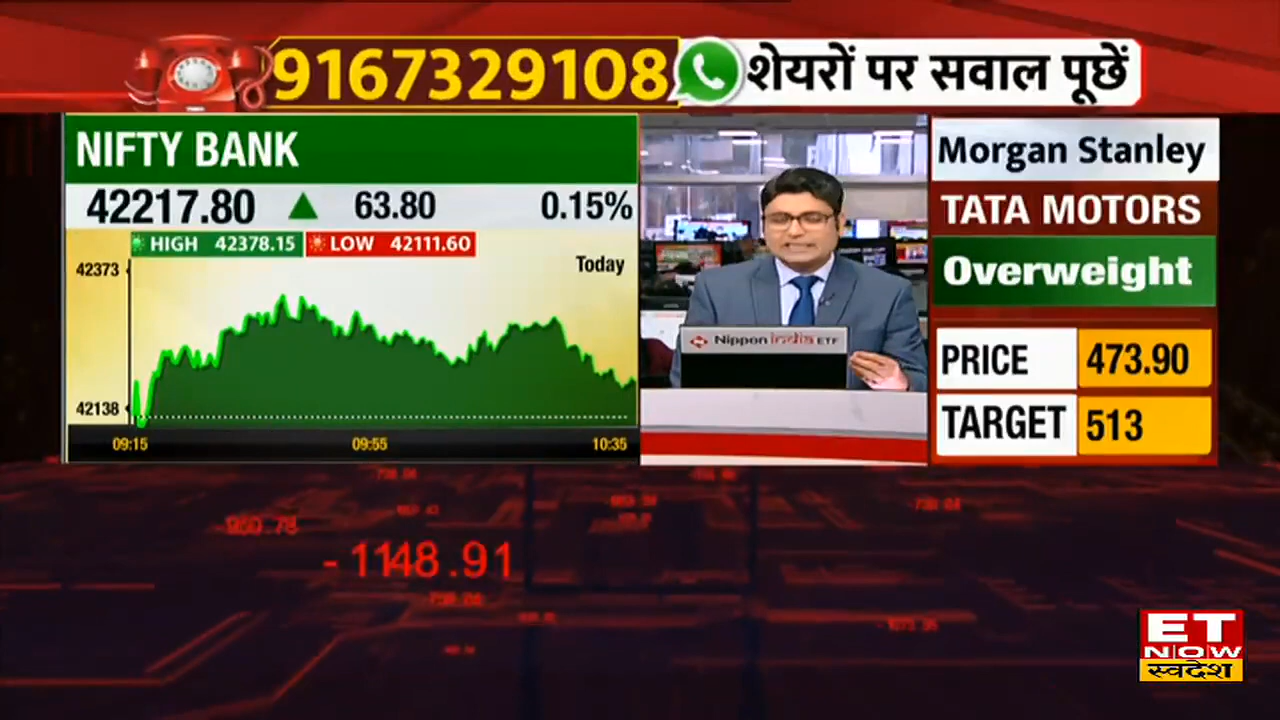 9167329108 शेयरों पर सवाल पूछें
NIFTY BANK
42217.80 63.80 0.15%
HIGH 42378.15 LOW 42111.60
Today
42373
42138
09:15 09:55 10:35
Nippon india ETF
Morgan Stanley
TATA MOTORS
Overweight
PRICE 473.90
TARGET 513
-1148.91
ET
NOW
स्वदेश